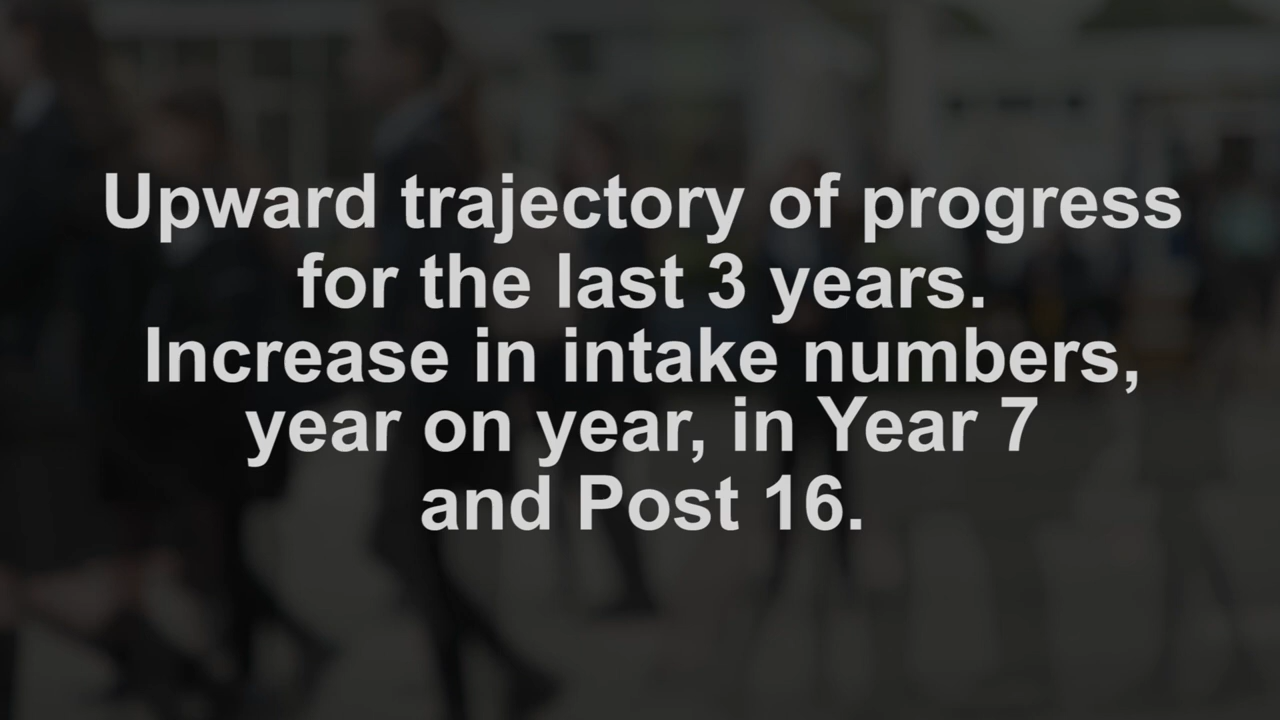 Upward trajectory of progress
for the last 3 years.
Increase in intake numbers,
year on year, in Year 7
and Post 16.